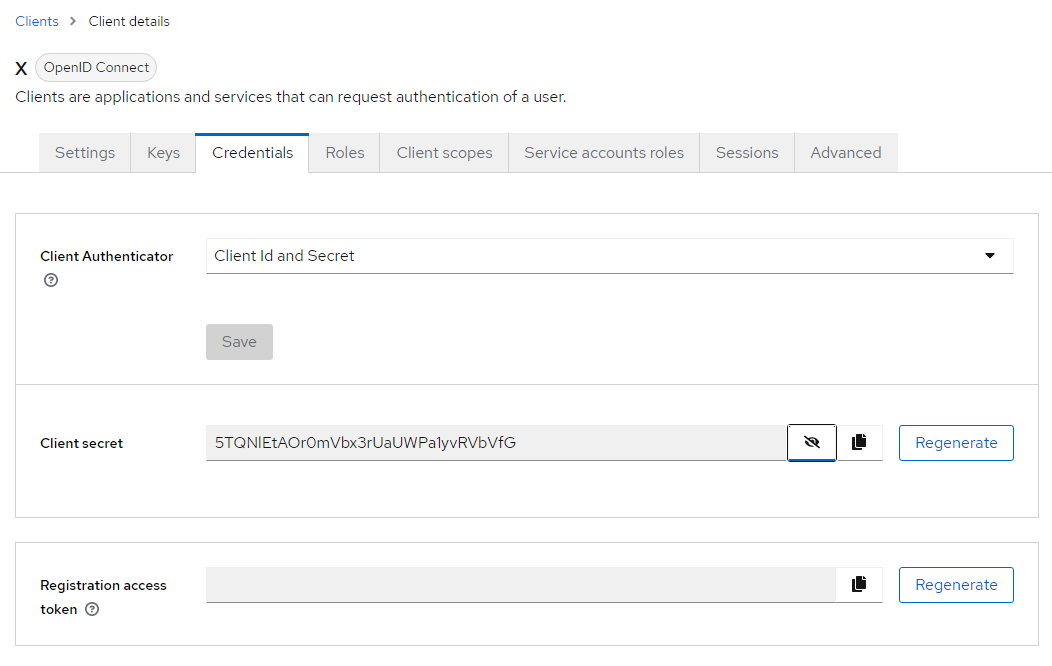 Clients > Client details
X OpenID Connect
Clients are applications and services that can request authentication of a user.
Settings Keys Credentials Roles Client scopes Service accounts roles Sessions Advanced
Client Authenticator Client Id and Secret
Save
Client secret 5TQNlEtAOr0mVbx3rUaUWPa1yvRVbVfG Regenerate
Registration access Regenerate
token